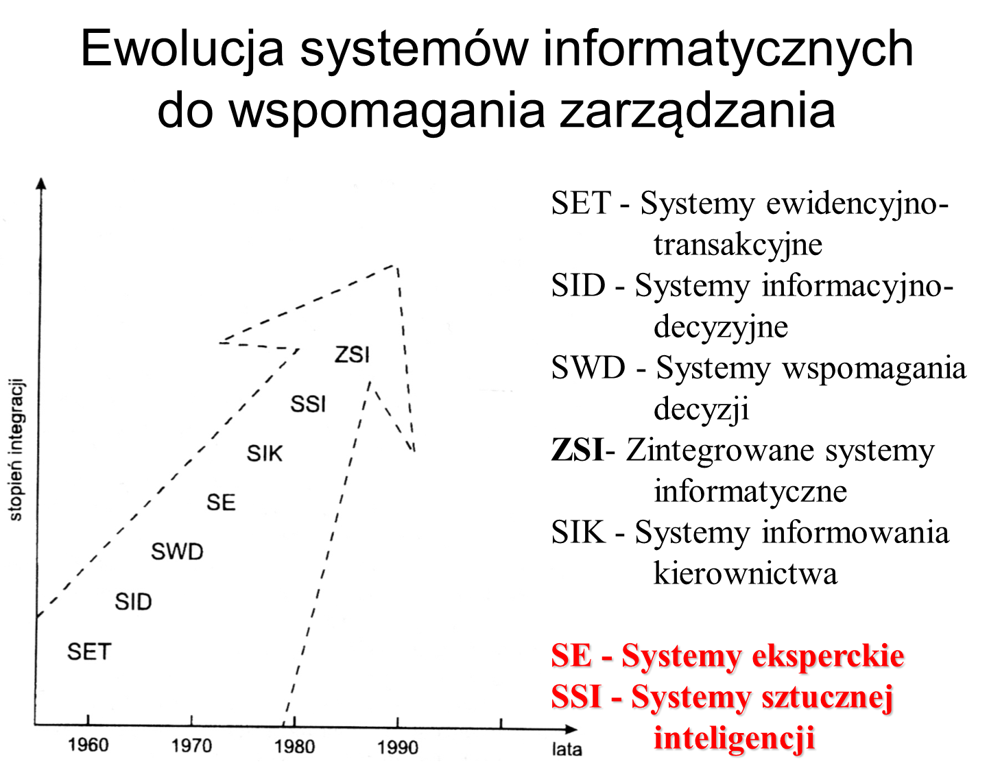 Ewolucja systemów informatycznych
do wspomagania zarządzania
stopień integracji
ZSI
SSI
SIK
SE
SWD
SID
SET
1960
1970
1980
1990
lata
SET - Systemy ewidencyjno-
transakcyjne
SID - Systemy informacyjno-
decyzyjne
SWD - Systemy wspomagania
decyzji
ZSI- Zintegrowane systemy
informatyczne
SIK - Systemy informowania
kierownictwa
SE - Systemy eksperckie
SSI - Systemy sztucznej
inteligencji